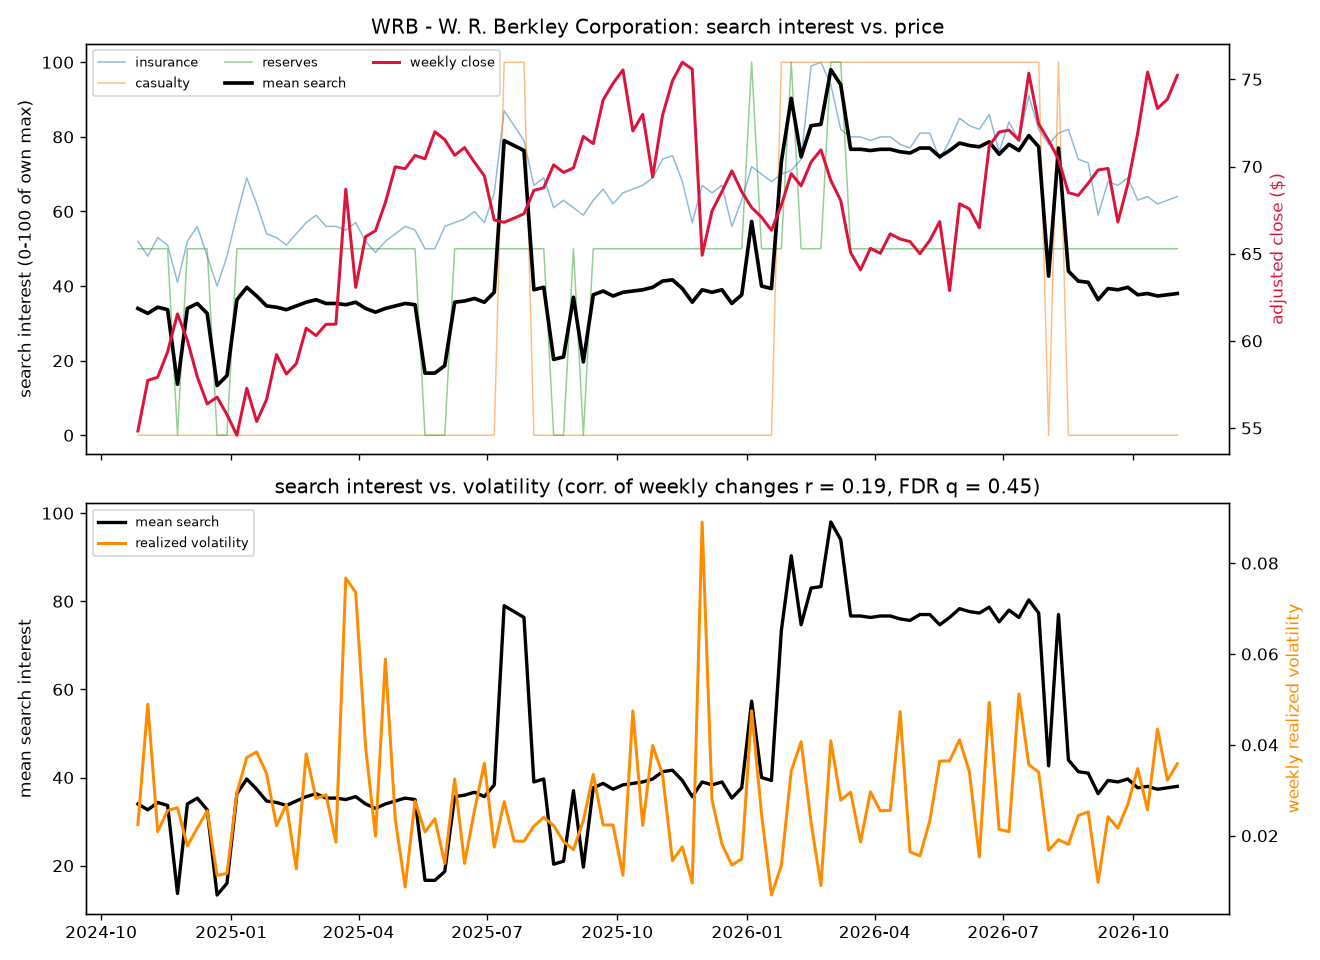 WRB - W. R. Berkley Corporation: search interest vs. price
insurance
casualty
reserves
mean search
weekly close
search interest (0-100 of own max)
100
80
60
40
20
0
adjusted close ($)
75
70
65
60
55
search interest vs. volatility (corr. of weekly changes r = 0.19, FDR q = 0.45)
mean search
realized volatility
mean search interest
100
80
60
40
20
weekly realized volatility
0.08
0.06
0.04
0.02
2024-10 2025-01 2025-04 2025-07 2025-10 2026-01 2026-04 2026-07 2026-10